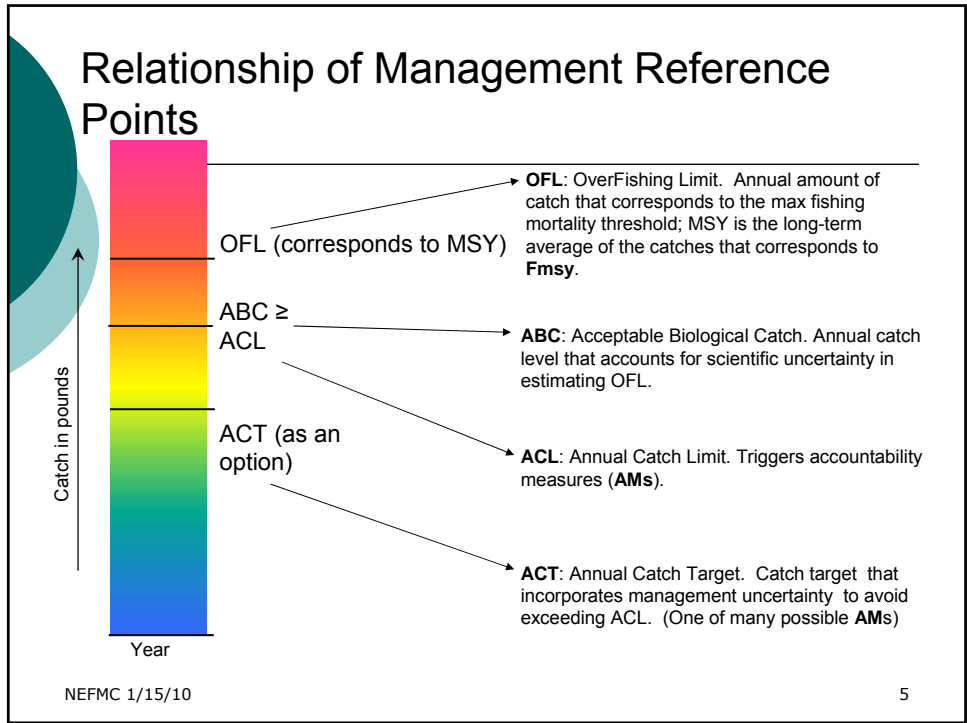 Relationship of Management Reference
Points
OFL (corresponds to MSY)
ABC ≥
ACL
ACT (as an
option)
Catch in pounds
Year
OFL: OverFishing Limit. Annual amount of
catch that corresponds to the max fishing
mortality threshold; MSY is the long-term
average of the catches that corresponds to
Fmsy.
ABC: Acceptable Biological Catch. Annual catch
level that accounts for scientific uncertainty in
estimating OFL.
ACL: Annual Catch Limit. Triggers accountability
measures (AMs).
ACT: Annual Catch Target. Catch target that
incorporates management uncertainty to avoid
exceeding ACL. (One of many possible AMs)
NEFMC 1/15/10
5